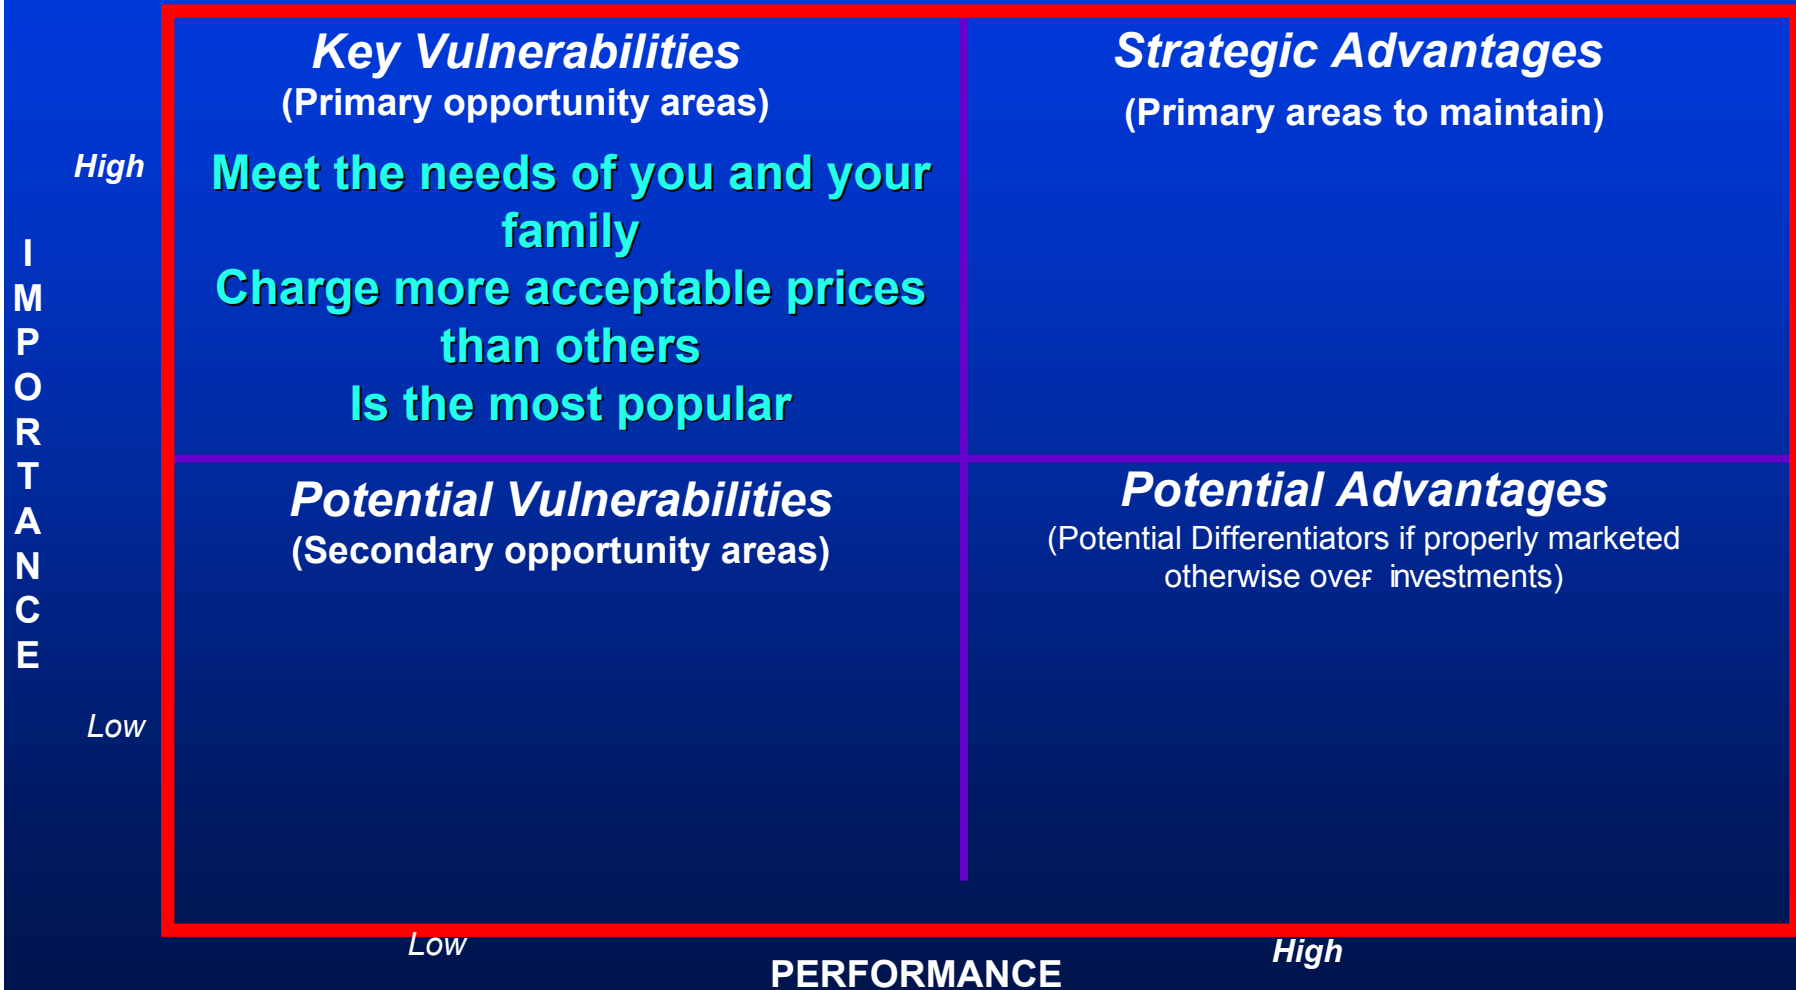 Key Vulnerabilities
(Primary opportunity areas)
Meet the needs of you and your
family
Charge more acceptable prices
than others
Is the most popular
Strategic Advantages
(Primary areas to maintain)
Potential Vulnerabilities
(Secondary opportunity areas)
Potential Advantages
(Potential Differentiators if properly marketed
otherwise over- investments)
High
IMPORTANCE
Low
Low
High
PERFORMANCE